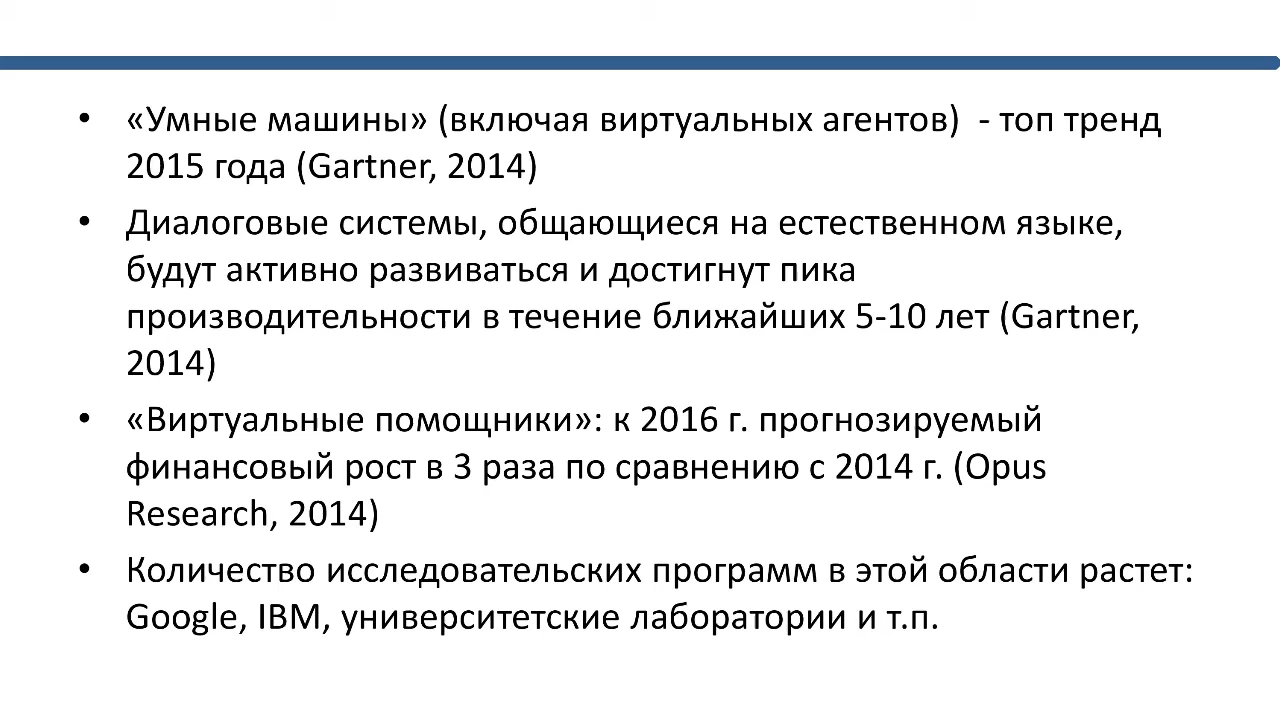 • «Умные машины» (включая виртуальных агентов)  - топ тренд
2015 года (Gartner, 2014)
• Диалоговые системы, общающиеся на естественном языке,
будут активно развиваться и достигнут пика
производительности в течение ближайших 5-10 лет (Gartner,
2014)
• «Виртуальные помощники»: к 2016 г. прогнозируемый
финансовый рост в 3 раза по сравнению с 2014 г. (Opus
Research, 2014)
• Количество исследовательских программ в этой области растет:
Google, IBM, университетские лаборатории и т.п.